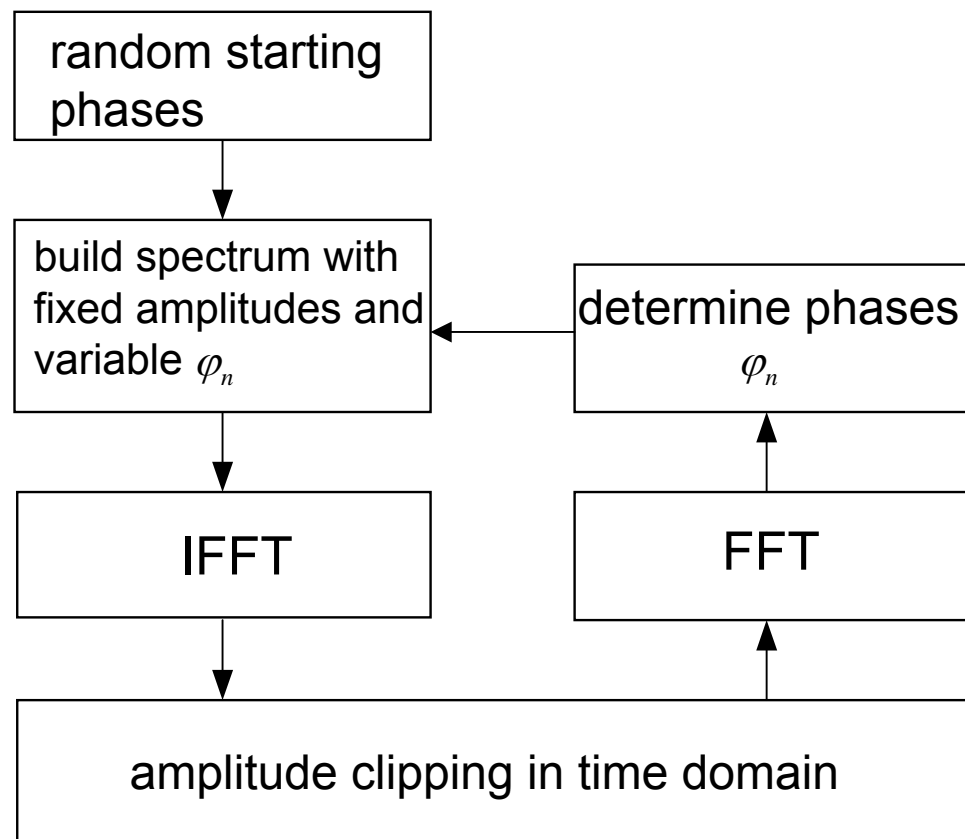 random starting
phases
build spectrum with
fixed amplitudes and
variable φₙ
determine phases
φₙ
IFFT
FFT
amplitude clipping in time domain